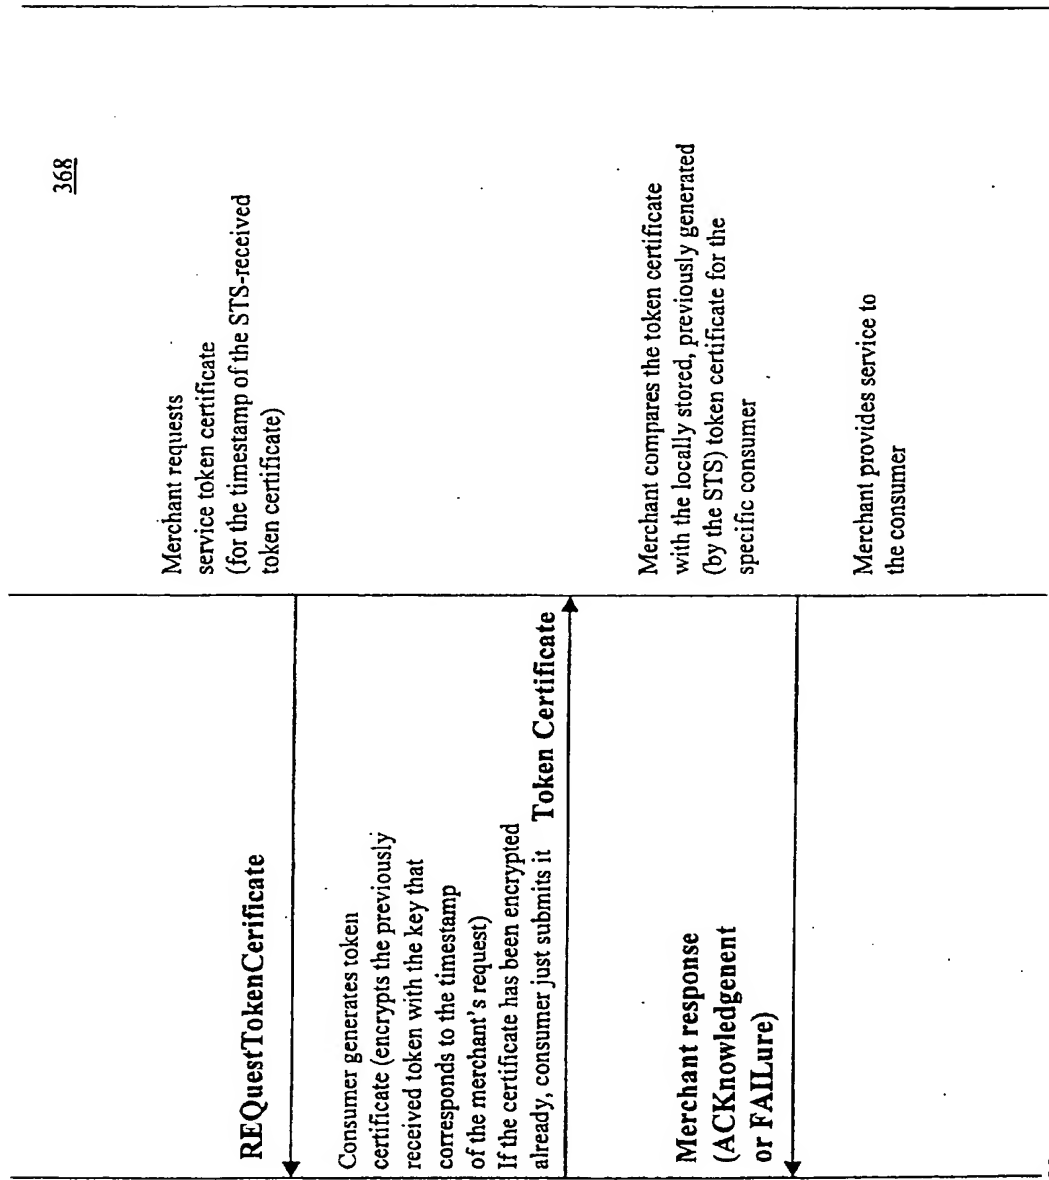 368
Merchant requests
service token certificate
(for the timestamp of the STS-received
token certificate)
REQuestTokenCerificate
Consumer generates token
certificate (encrypts the previously
received token with the key that
corresponds to the timestamp
of the merchant's request)
If the certificate has been encrypted
already, consumer just submits it
Token Certificate
Merchant compares the token certificate
with the locally stored, previously generated
(by the STS) token certificate for the
specific consumer
Merchant response
(ACKnowledgenent
or FAILure)
Merchant provides service to
the consumer